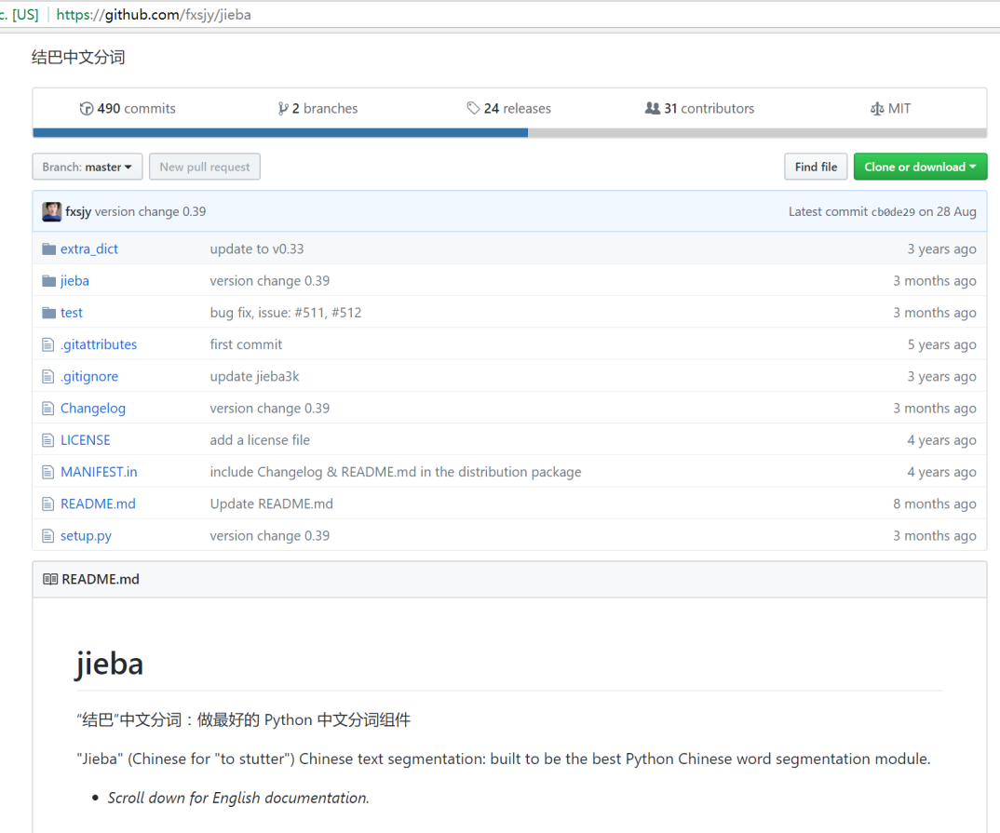 c. [US] https://github.com/fxsjy/jieba
结巴中文分词
490 commits 2 branches 24 releases 31 contributors MIT
Branch: master New pull request Find file Clone or download
fxsjy version change 0.39 Latest commit cb0de29 on 28 Aug
extra_dict update to v0.33 3 years ago
jieba version change 0.39 3 months ago
test bug fix, issue: #511, #512 3 months ago
.gitattributes first commit 5 years ago
.gitignore update jieba3k 3 years ago
Changelog version change 0.39 3 months ago
LICENSE add a license file 4 years ago
MANIFEST.in include Changelog & README.md in the distribution package 4 years ago
README.md Update README.md 8 months ago
setup.py version change 0.39 3 months ago
README.md
jieba
“结巴”中文分词：做最好的 Python 中文分词组件
"Jieba" (Chinese for "to stutter") Chinese text segmentation: built to be the best Python Chinese word segmentation module.
• Scroll down for English documentation.